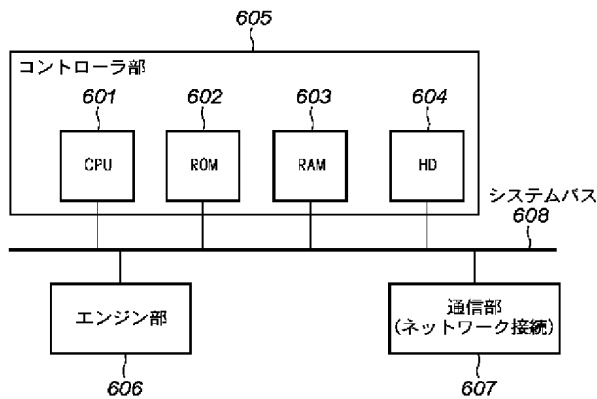 605
コントローラ部
601
602
603
604
CPU
ROM
RAM
HD
システムバス
608
エンジン部
通信部
(ネットワーク接続)
606
607